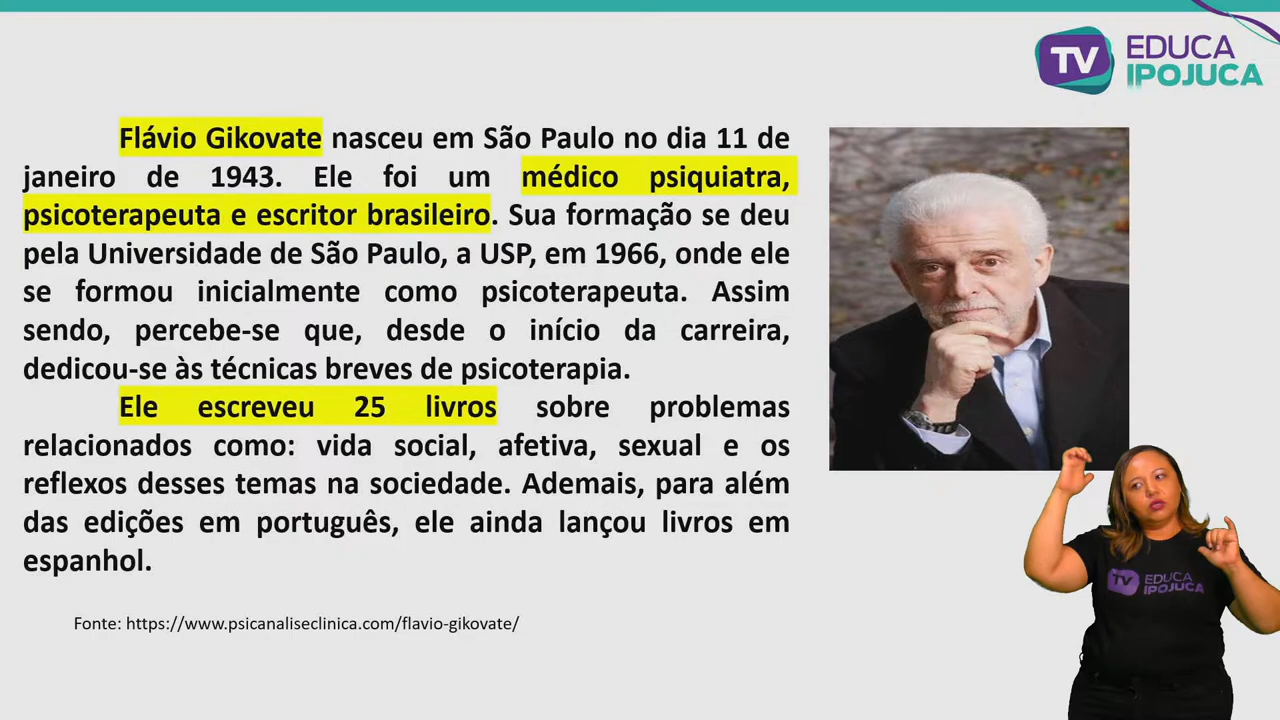 TV EDUCA
IPOJUCA
Flávio Gikovate nasceu em São Paulo no dia 11 de
janeiro de 1943. Ele foi um médico psiquiatra,
psicoterapeuta e escritor brasileiro. Sua formação se deu
pela Universidade de São Paulo, a USP, em 1966, onde ele
se formou inicialmente como psicoterapeuta. Assim
sendo, percebe-se que, desde o início da carreira,
dedicou-se às técnicas breves de psicoterapia.
Ele escreveu 25 livros sobre problemas
relacionados como: vida social, afetiva, sexual e os
reflexos desses temas na sociedade. Ademais, para além
das edições em português, ele ainda lançou livros em
espanhol.
Fonte: https://www.psicanaliseclinica.com/flavio-gikovate/
TV EDUCA
IPOJUCA